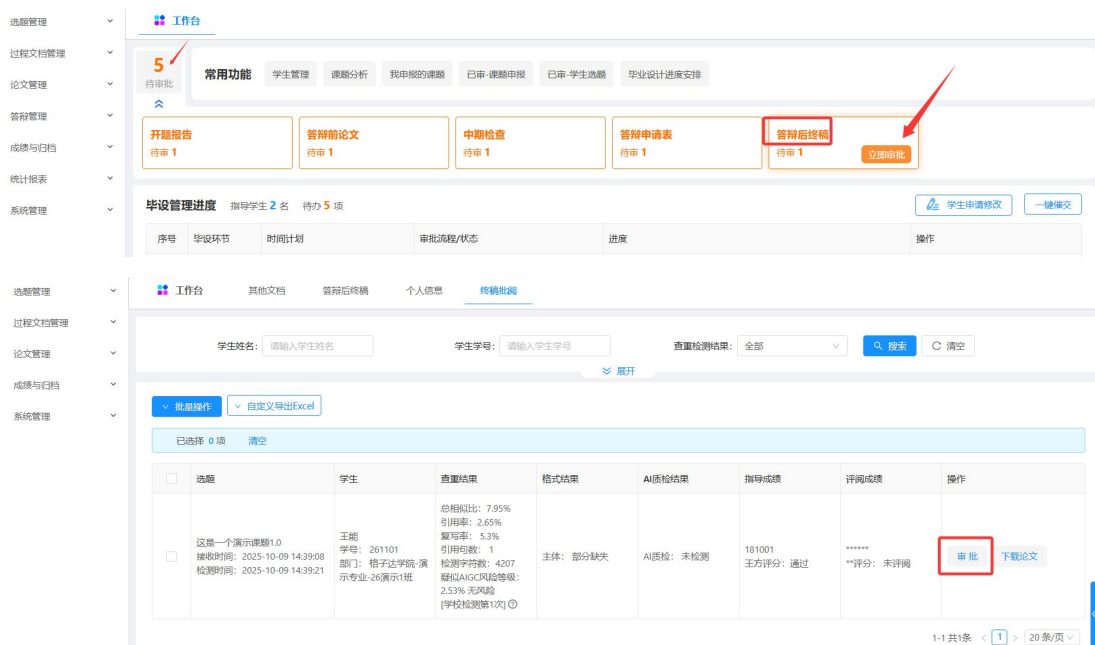 选题管理
过程文档管理
论文管理
答辩管理
成绩与归档
统计报表
系统管理
工作台
5
待审批
常用功能 学生管理 课题分析 我申报的课题 已审-课题申报 已审-学生选题 毕业设计进度安排
开题报告
待审 1
答辩前论文
待审 1
中期检查
待审 1
答辩申请表
待审 1
答辩后终稿
待审 1
立即审批
毕设管理进度 指导学生 2 名 待办 5 项 学生申请修改 一键催交
序号 毕设环节 时间计划 审批流程/状态 进度 操作
选题管理
过程文档管理
论文管理
成绩与归档
系统管理
工作台 其他文档 答辩后终稿 个人信息 终稿批阅
学生姓名: 请输入学生姓名 学生学号: 请输入学生学号 查重检测结果: 全部 搜索 清空
展开
批量操作 自定义导出Excel
已选择 0 项 清空
选题 学生 查重结果 格式结果 AI质检结果 指导成绩 评阅成绩 操作
这是一个演示课题1.0
接收时间: 2025-10-09 14:39:08
检测时间: 2025-10-09 14:39:21
王能
学号: 261101
部门: 格子达学院-演
示专业-26演示1班
总相似比: 7.95%
引用率: 2.65%
复写率: 5.3%
引用句数: 1
检测字符数: 4207
疑似AIGC风险等级:
2.53% 无风险
[学校检测第1次]
主体: 部分缺失
AI质检: 未检测
181001
王方评分: 通过
******
**评分: 未评阅
审 批 下载论文
1-1 共1条 < 1 > 20 条/页